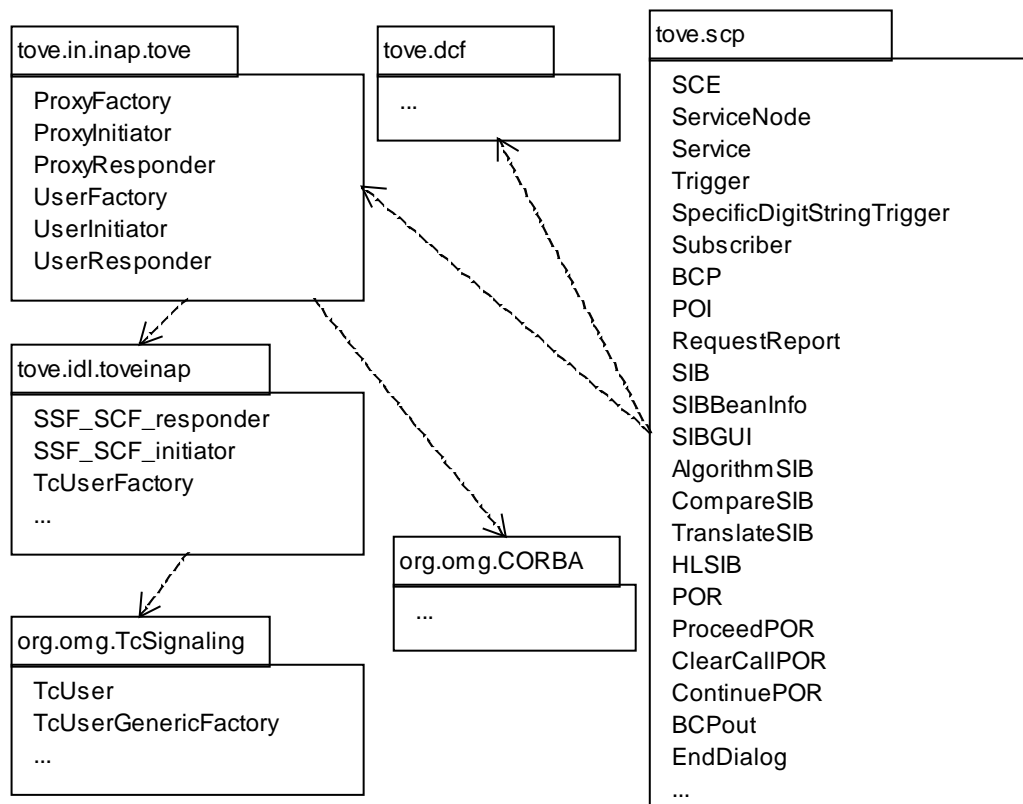 tove.in.inap.tove
ProxyFactory
ProxyInitiator
ProxyResponder
UserFactory
UserInitiator
UserResponder
tove.dcf
...
tove.scp
SCE
ServiceNode
Service
Trigger
SpecificDigitStringTrigger
Subscriber
BCP
POI
RequestReport
SIB
SIBBeanInfo
SIBGUI
AlgorithmSIB
CompareSIB
TranslateSIB
HLSIB
POR
ProceedPOR
ClearCallPOR
ContinuePOR
BCPout
EndDialog
...
tove.idl.toveinap
SSF_SCF_responder
SSF_SCF_initiator
TcUserFactory
...
org.omg.CORBA
...
org.omg.TcSignaling
TcUser
TcUserGenericFactory
...